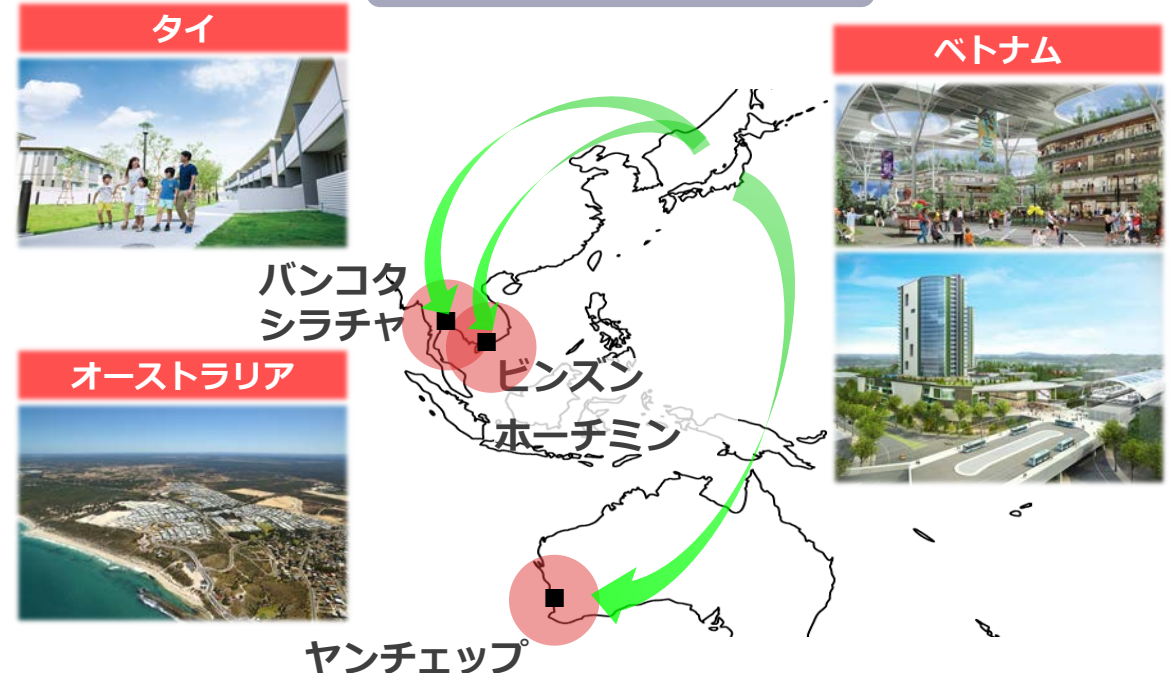 タイ
ベトナム
バンコタ
シラチャ
オーストラリア
ビンズン
ホーチミン
ヤンチェップ